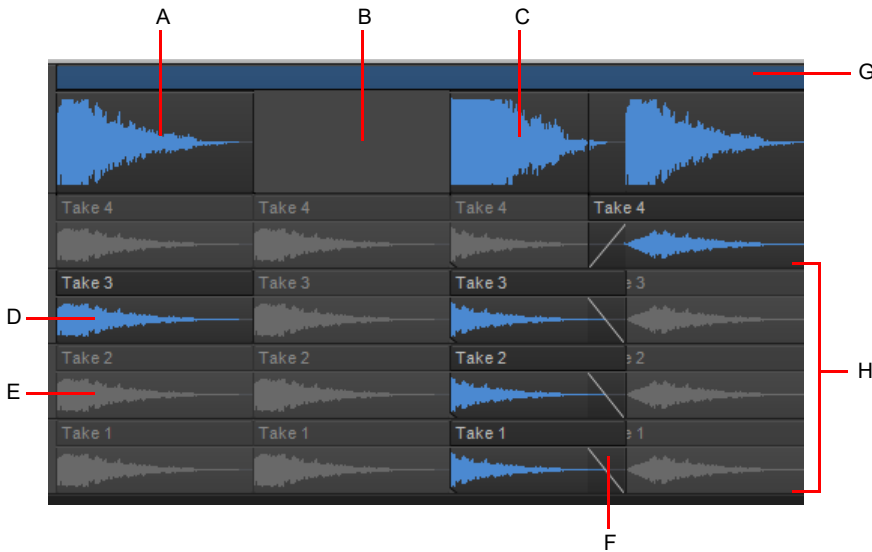 A B C
G
Take 4 Take 4 Take 4 Take 4
Take 3 Take 3 Take 3 e 3
D
Take 2 Take 2 Take 2 e 2
H
E
Take 1 Take 1 Take 1 e 1
F